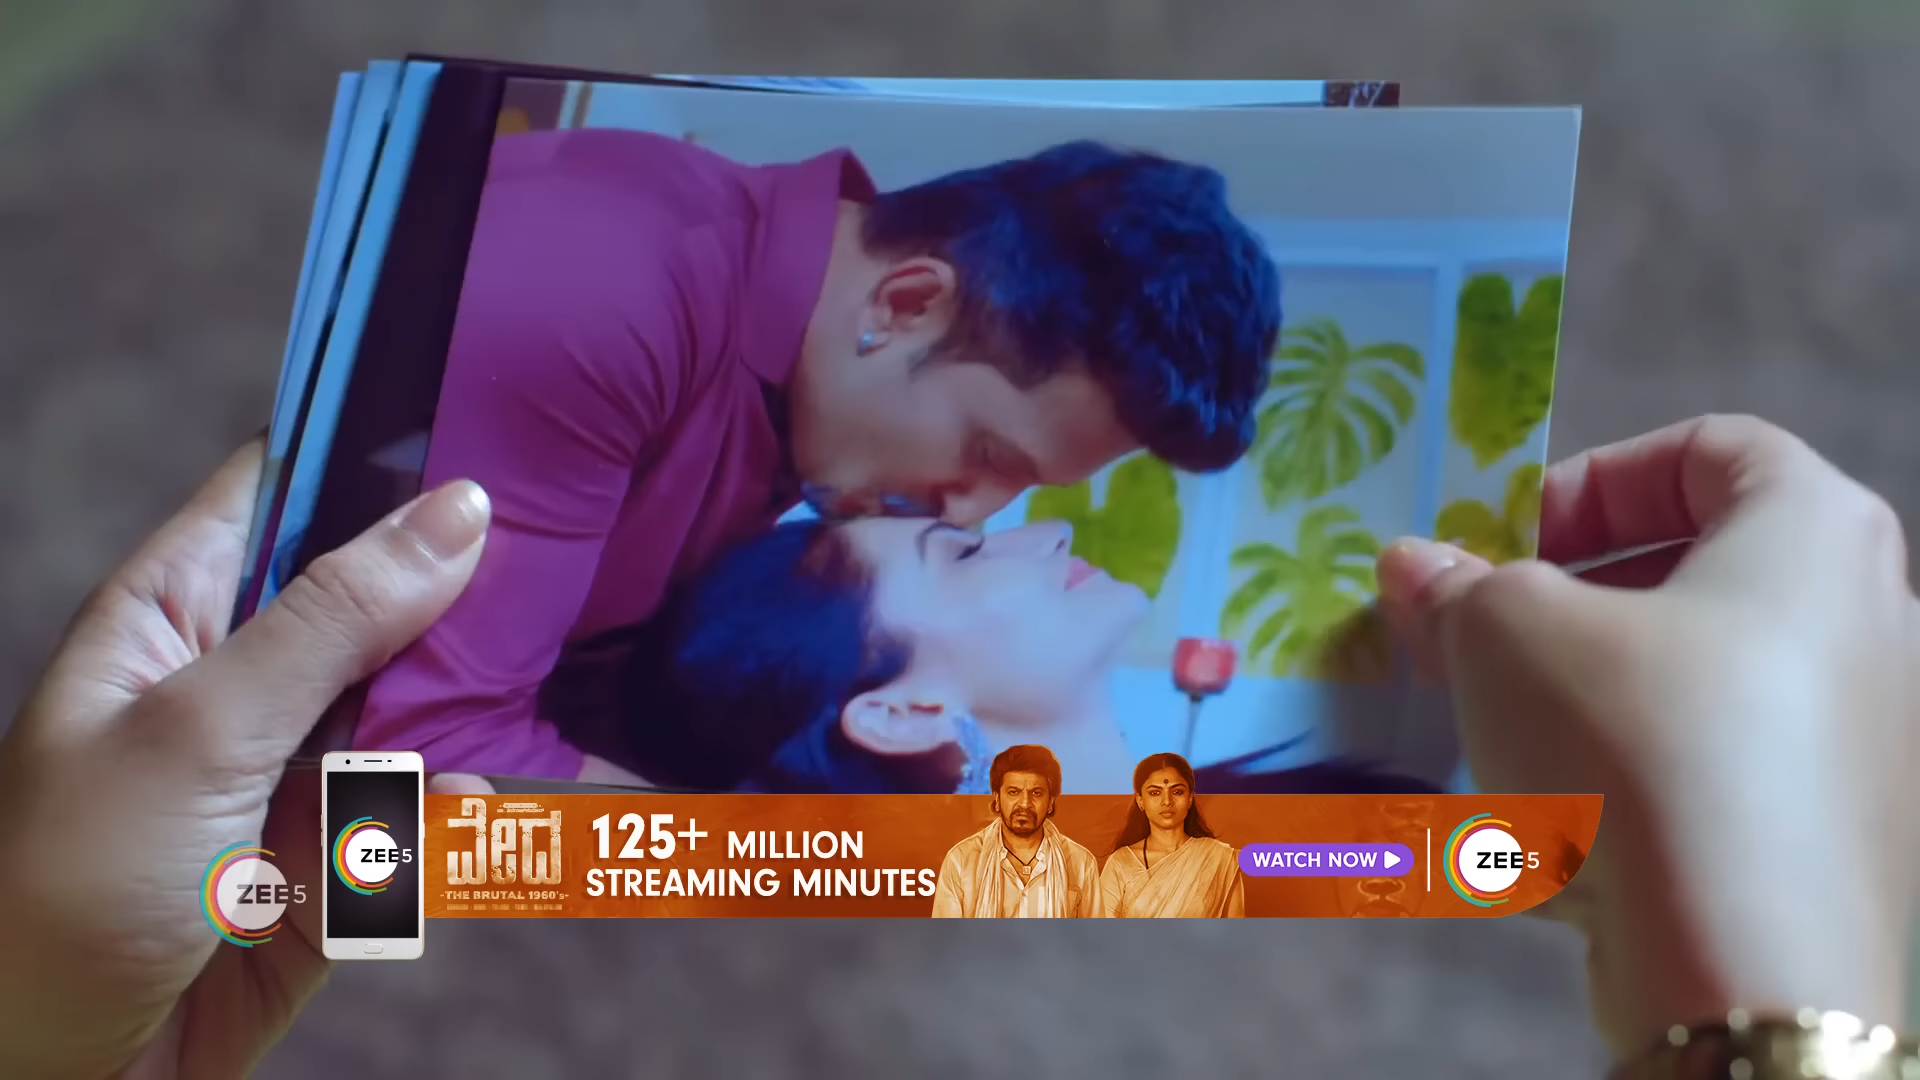 ವೇದ
-THE BRUTAL 1960's-
125+ MILLION
STREAMING MINUTES
WATCH NOW
ZEE5
ZEE5
ZEE5